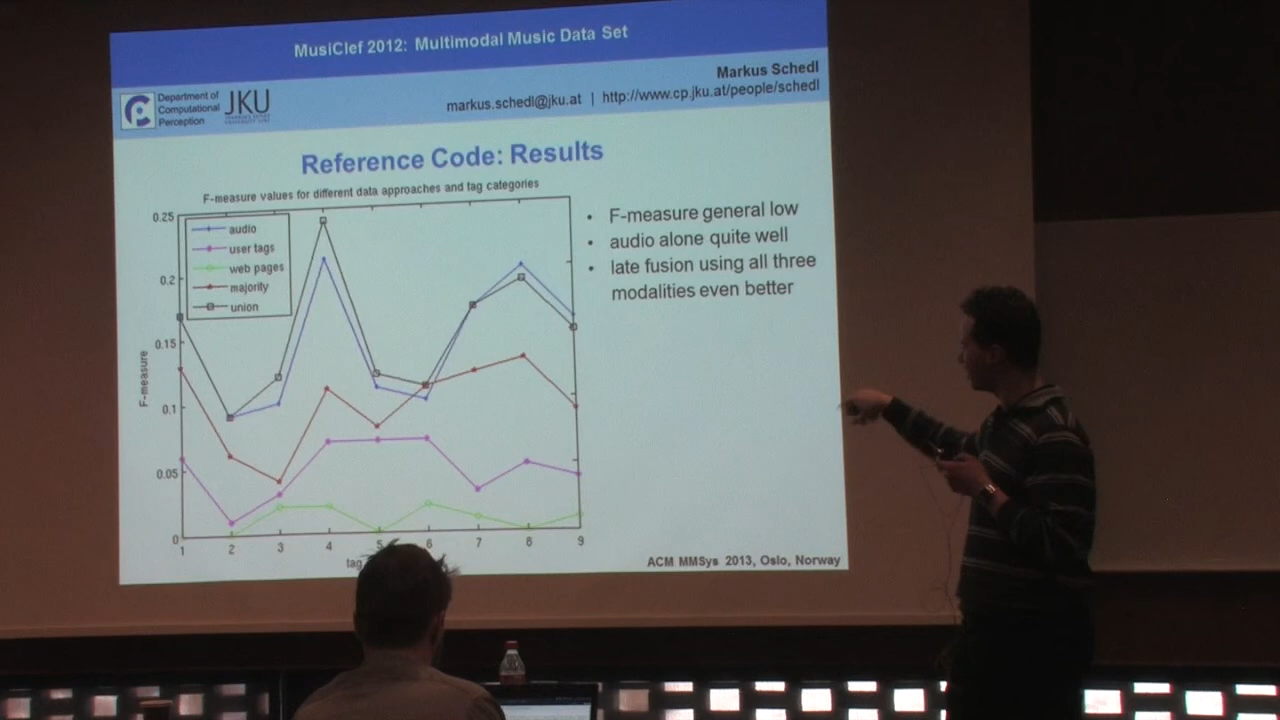 MusiClef 2012: Multimodal Music Data Set
Markus Schedl
markus.schedl@jku.at | http://www.cp.jku.at/people/schedl
Department of
Computational
Perception
JKU
Reference Code: Results
F-measure values for different data approaches and tag categories
0.25
0.2
0.15
0.1
0.05
0
F-measure
audio
user tags
web pages
majority
union
1 2 3 4 5 6 7 8 9
tag
• F-measure general low
• audio alone quite well
• late fusion using all three
modalities even better
ACM MMSys 2013, Oslo, Norway